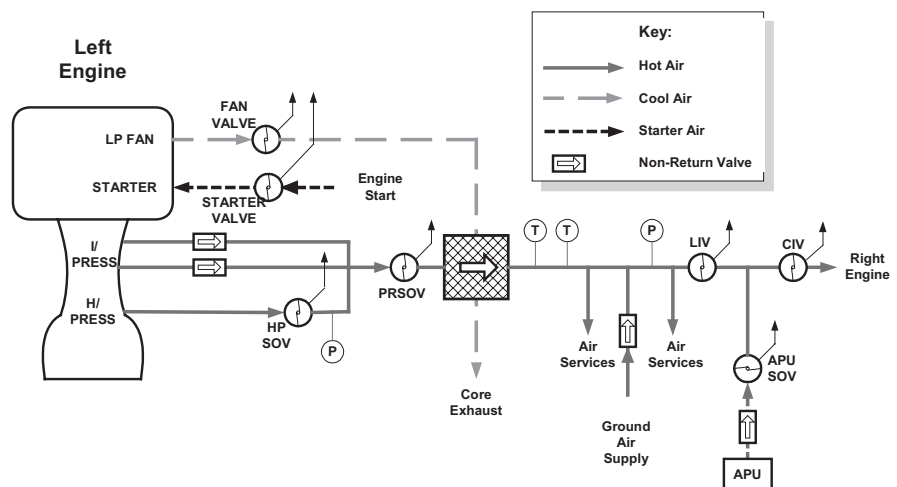 Left
Engine
Key:
Hot Air
Cool Air
Starter Air
Non-Return Valve
FAN
VALVE
LP FAN
STARTER
STARTER
VALVE
Engine
Start
I/
PRESS
H/
PRESS
HP
SOV
P
PRSOV
T
T
P
LIV
CIV
Right
Engine
Air
Services
Air
Services
APU
SOV
Core
Exhaust
Ground
Air
Supply
APU